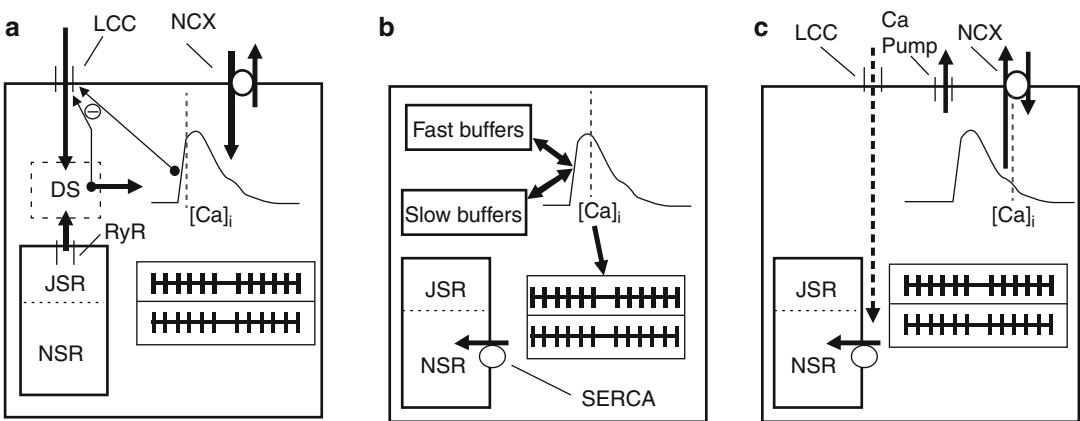 a
LCC
NCX
DS
[Ca]i
RyR
JSR
NSR
b
Fast buffers
Slow buffers
[Ca]i
JSR
NSR
SERCA
c
LCC
Ca
Pump
NCX
[Ca]i
JSR
NSR